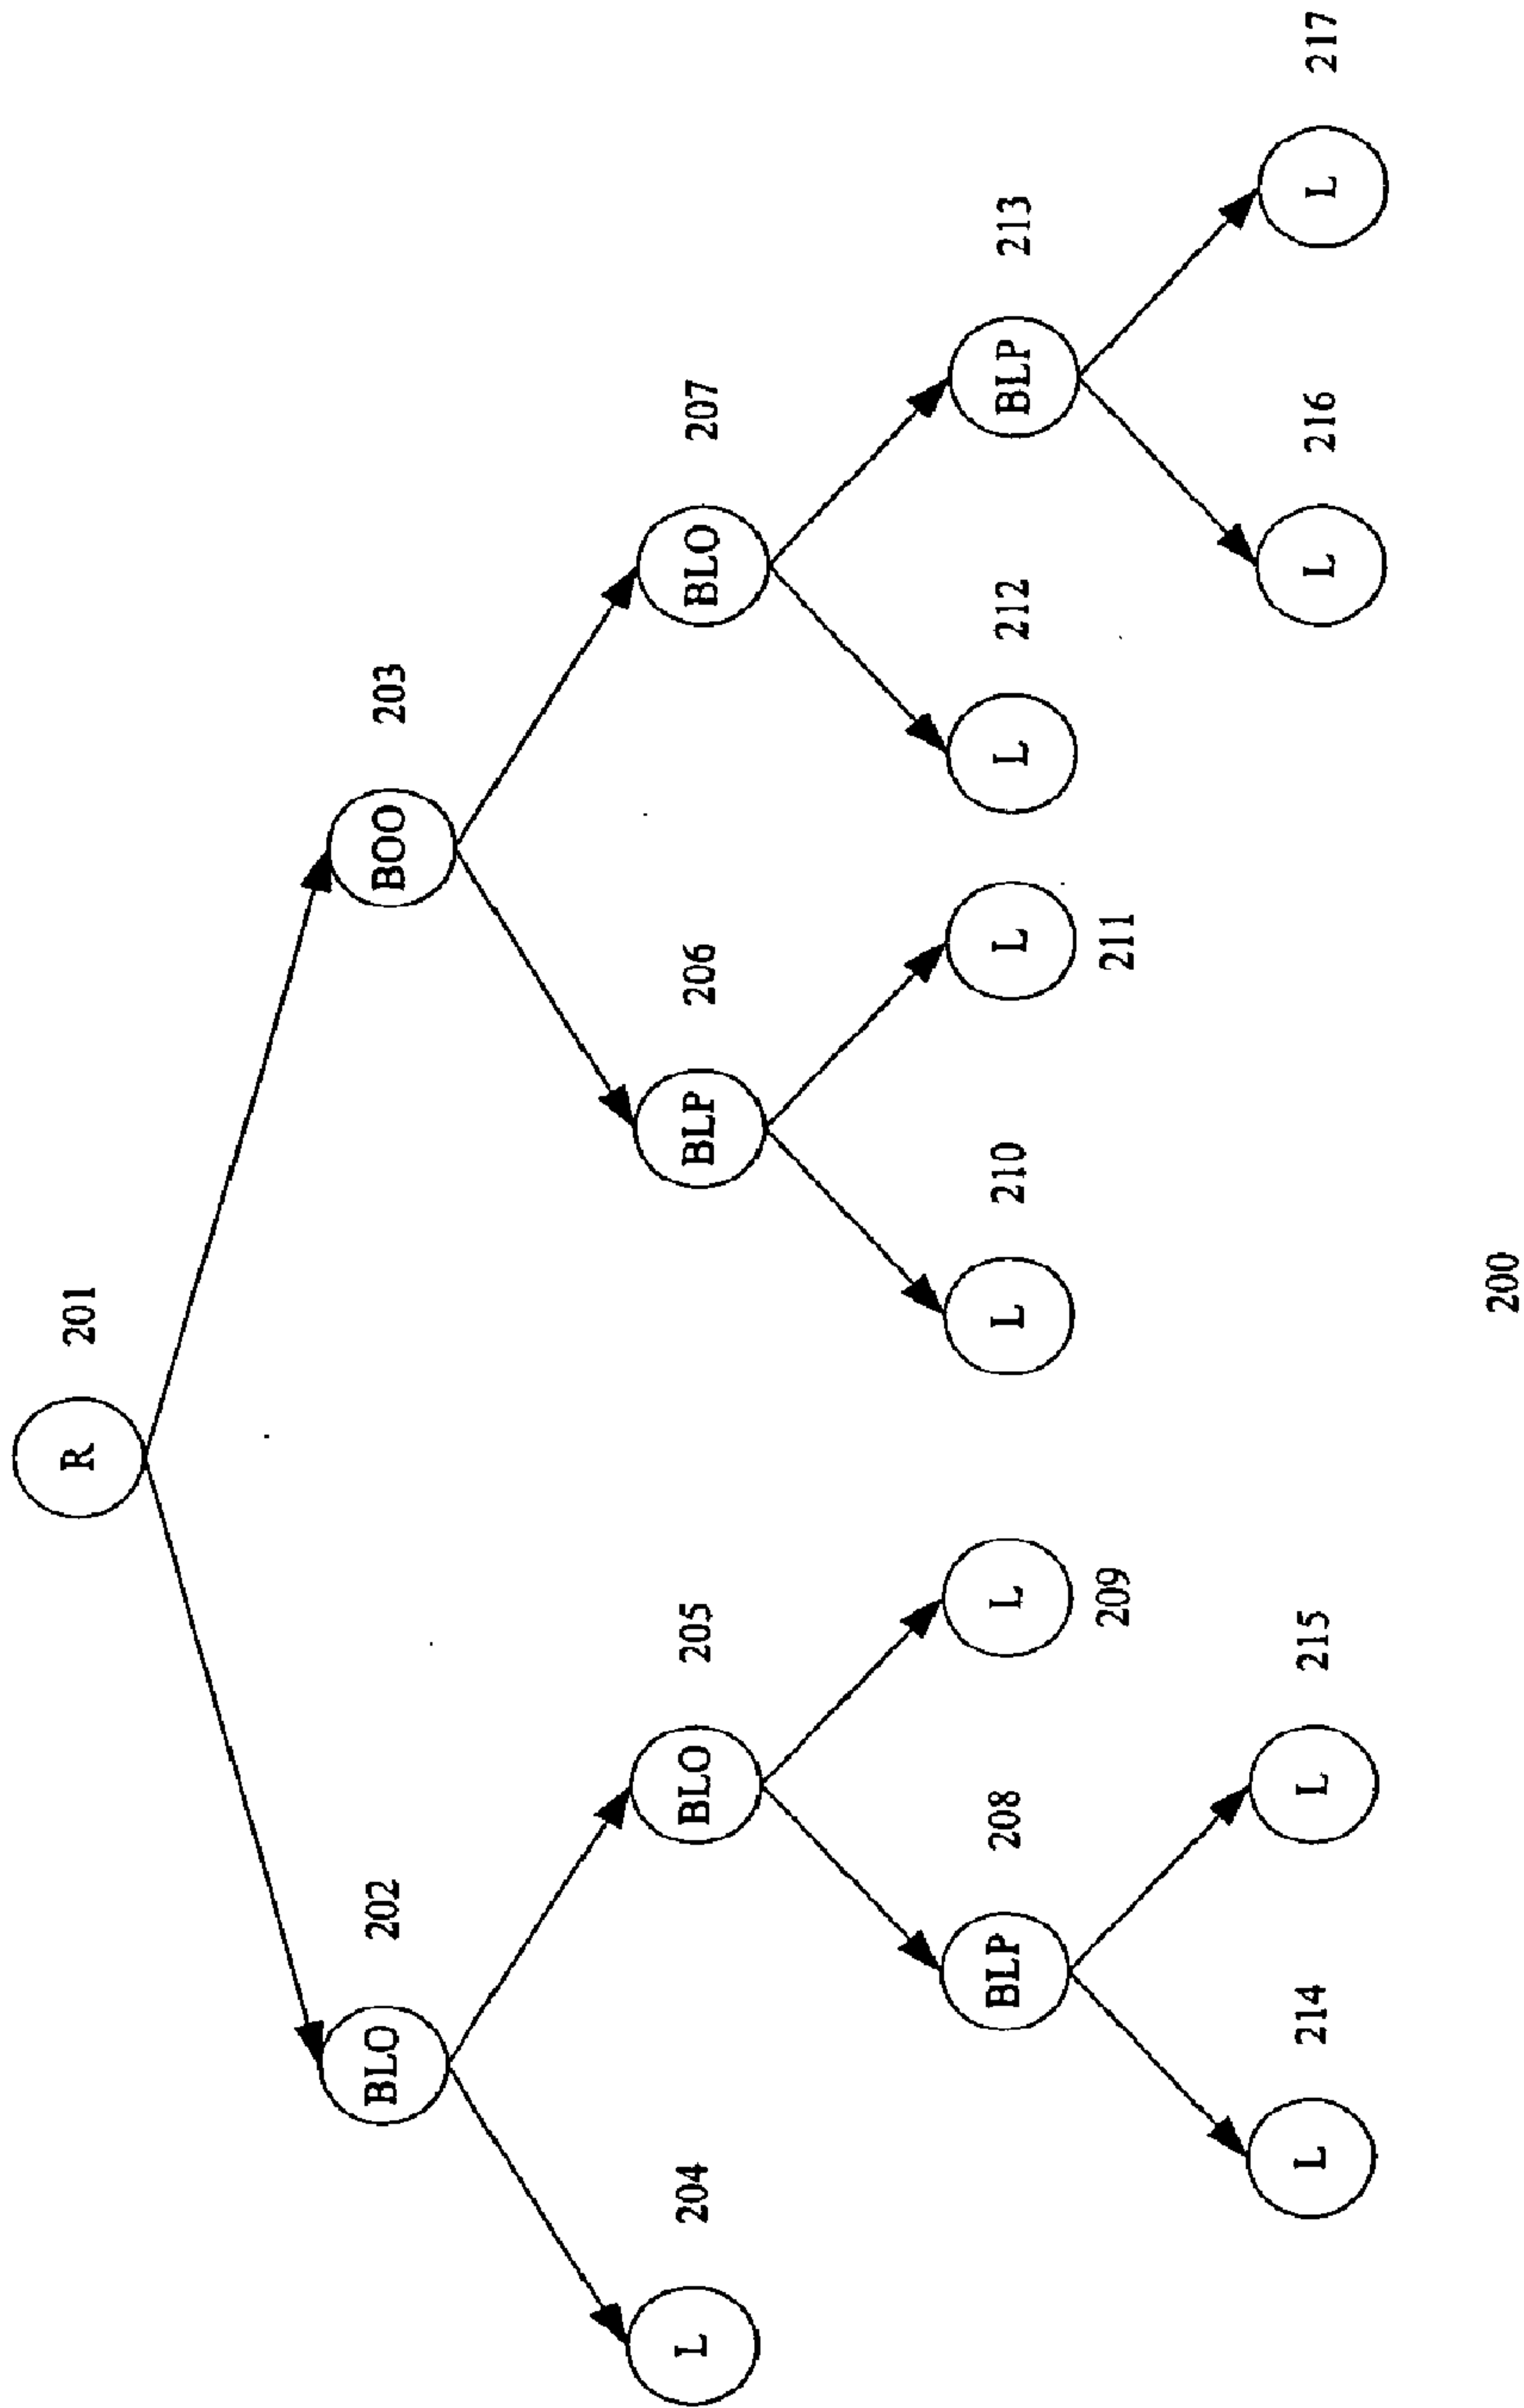 R 201
BLO 202
BOO 203
L 204
BLO 205
BLP 206
BLO 207
BLP 208
L 209
L 210
L 211
L 212
BLP 213
L 214
L 215
L 216
L 217
200